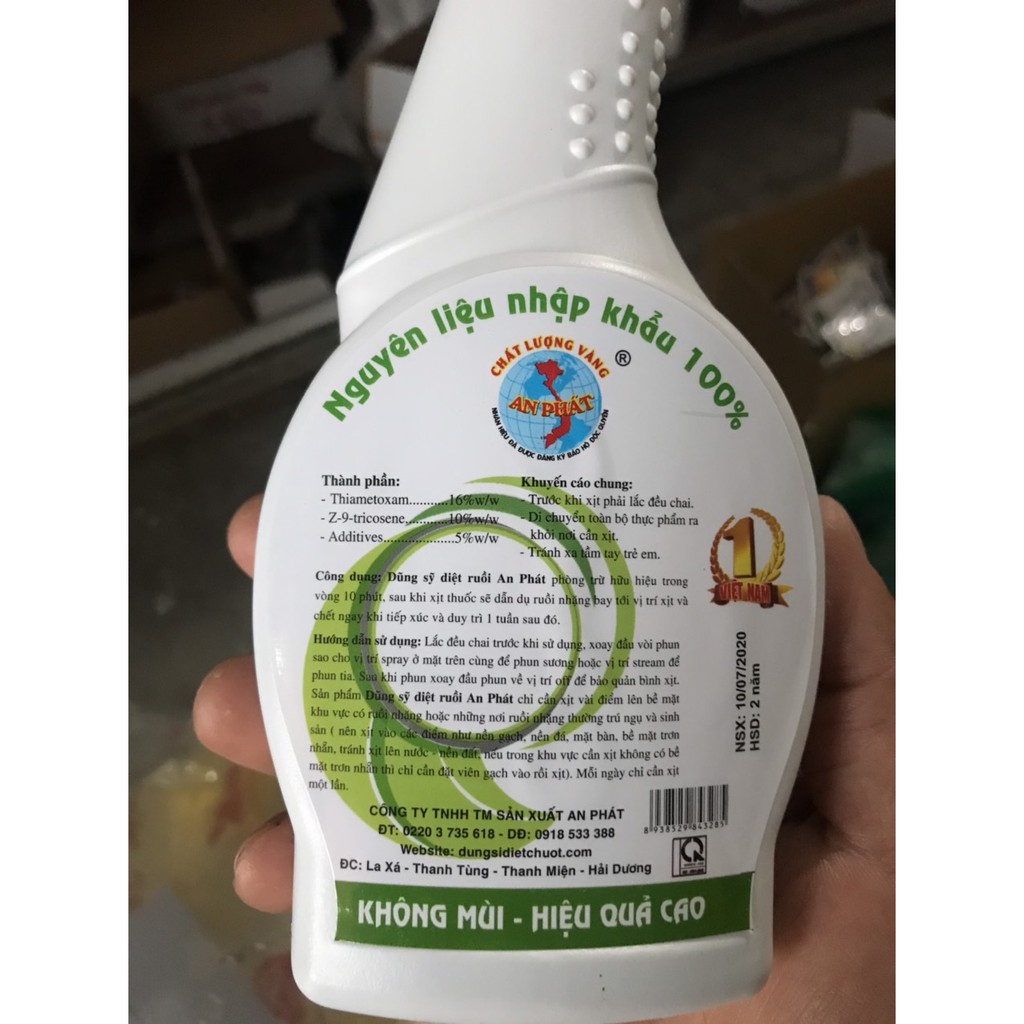 Nguyên liệu nhập khẩu 100%
CHẤT LƯỢNG VÀNG
®
AN PHÁT
NHÃN HIỆU ĐÃ ĐƯỢC ĐĂNG KÝ BẢO HỘ ĐỘC QUYỀN
Thành phần:
- Thiametoxam...........16%w/w
- Z-9-tricosene...........10%w/w
- Additives....................5%w/w
Khuyến cáo chung:
- Trước khi xịt phải lắc đều chai.
- Di chuyển toàn bộ thực phẩm ra
khỏi nơi cần xịt.
- Tránh xa tầm tay trẻ em.
1
VIỆT NAM
Công dụng: Dũng sỹ diệt ruồi An Phát phòng trừ hữu hiệu trong
vòng 10 phút, sau khi xịt thuốc sẽ dẫn dụ ruồi nhặng bay tới vị trí xịt và
chết ngay khi tiếp xúc và duy trì 1 tuần sau đó.
Hướng dẫn sử dụng: Lắc đều chai trước khi sử dụng, xoay đầu vòi phun
sao cho vị trí spray ở mặt trên cùng để phun sương hoặc vị trí stream để
phun tia. Sau khi phun xoay đầu phun về vị trí off để bảo quản bình xịt.
Sản phẩm Dũng sỹ diệt ruồi An Phát chỉ cần xịt vài điểm lên bề mặt
khu vực có ruồi nhặng hoặc những nơi ruồi nhặng thường trú ngụ và sinh
sản ( nên xịt vào các điểm như nền gạch, nền đá, mặt bàn, bề mặt trơn
nhẵn, tránh xịt lên nước - nền đất, nếu trong khu vực cần xịt không có bề
mặt trơn nhẵn thì chỉ cần đặt viên gạch vào rồi xịt). Mỗi ngày chỉ cần xịt
một lần.
NSX: 10/07/2020
HSD: 2 năm
CÔNG TY TNHH TM SẢN XUẤT AN PHÁT
ĐT: 0220 3 735 618 - DĐ: 0918 533 388
Website: dungsidietchuot.com
ĐC: La Xá - Thanh Tùng - Thanh Miện - Hải Dương
8 938529 843285
KHÔNG MÙI - HIỆU QUẢ CAO